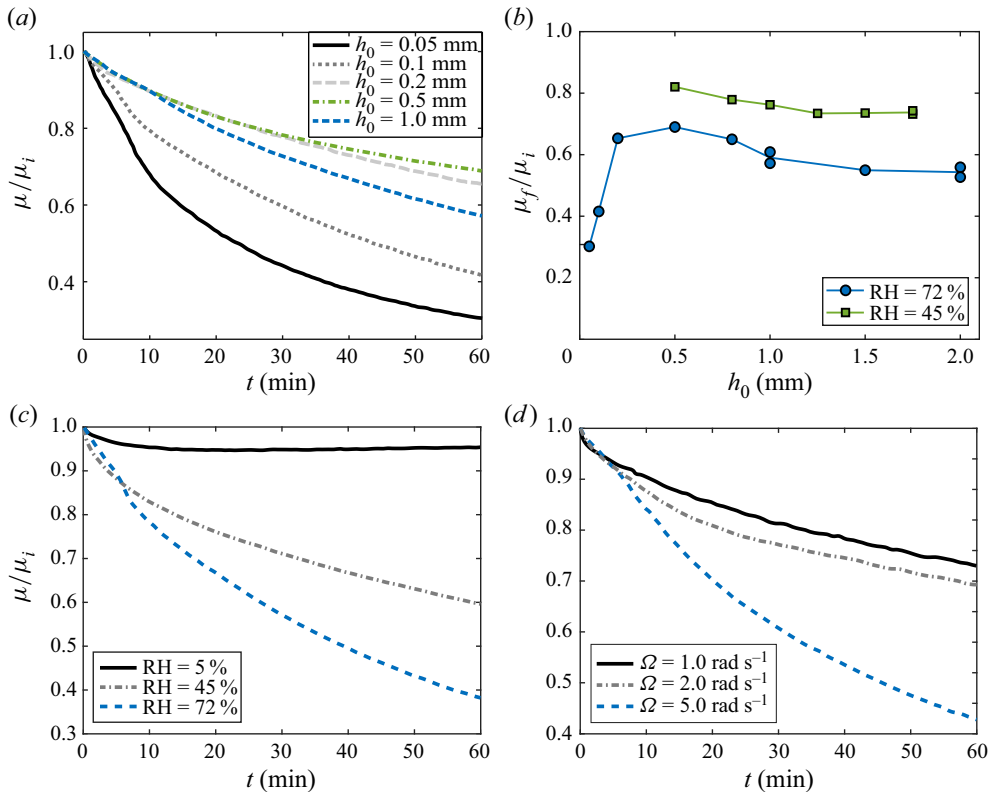 (a)
h0 = 0.05 mm
h0 = 0.1 mm
h0 = 0.2 mm
h0 = 0.5 mm
h0 = 1.0 mm
1.0
0.8
0.6
0.4
μ/μi
0 10 20 30 40 50 60
t (min)
(b)
1.0
0.8
0.6
0.4
0.2
μf/μi
RH = 72 %
RH = 45 %
0 0.5 1.0 1.5 2.0
h0 (mm)
(c)
1.0
0.9
0.8
0.7
0.6
0.5
0.4
0.3
μ/μi
RH = 5 %
RH = 45 %
RH = 72 %
0 10 20 30 40 50 60
t (min)
(d)
1.0
0.9
0.8
0.7
0.6
0.5
0.4
Ω = 1.0 rad s−1
Ω = 2.0 rad s−1
Ω = 5.0 rad s−1
0 10 20 30 40 50 60
t (min)